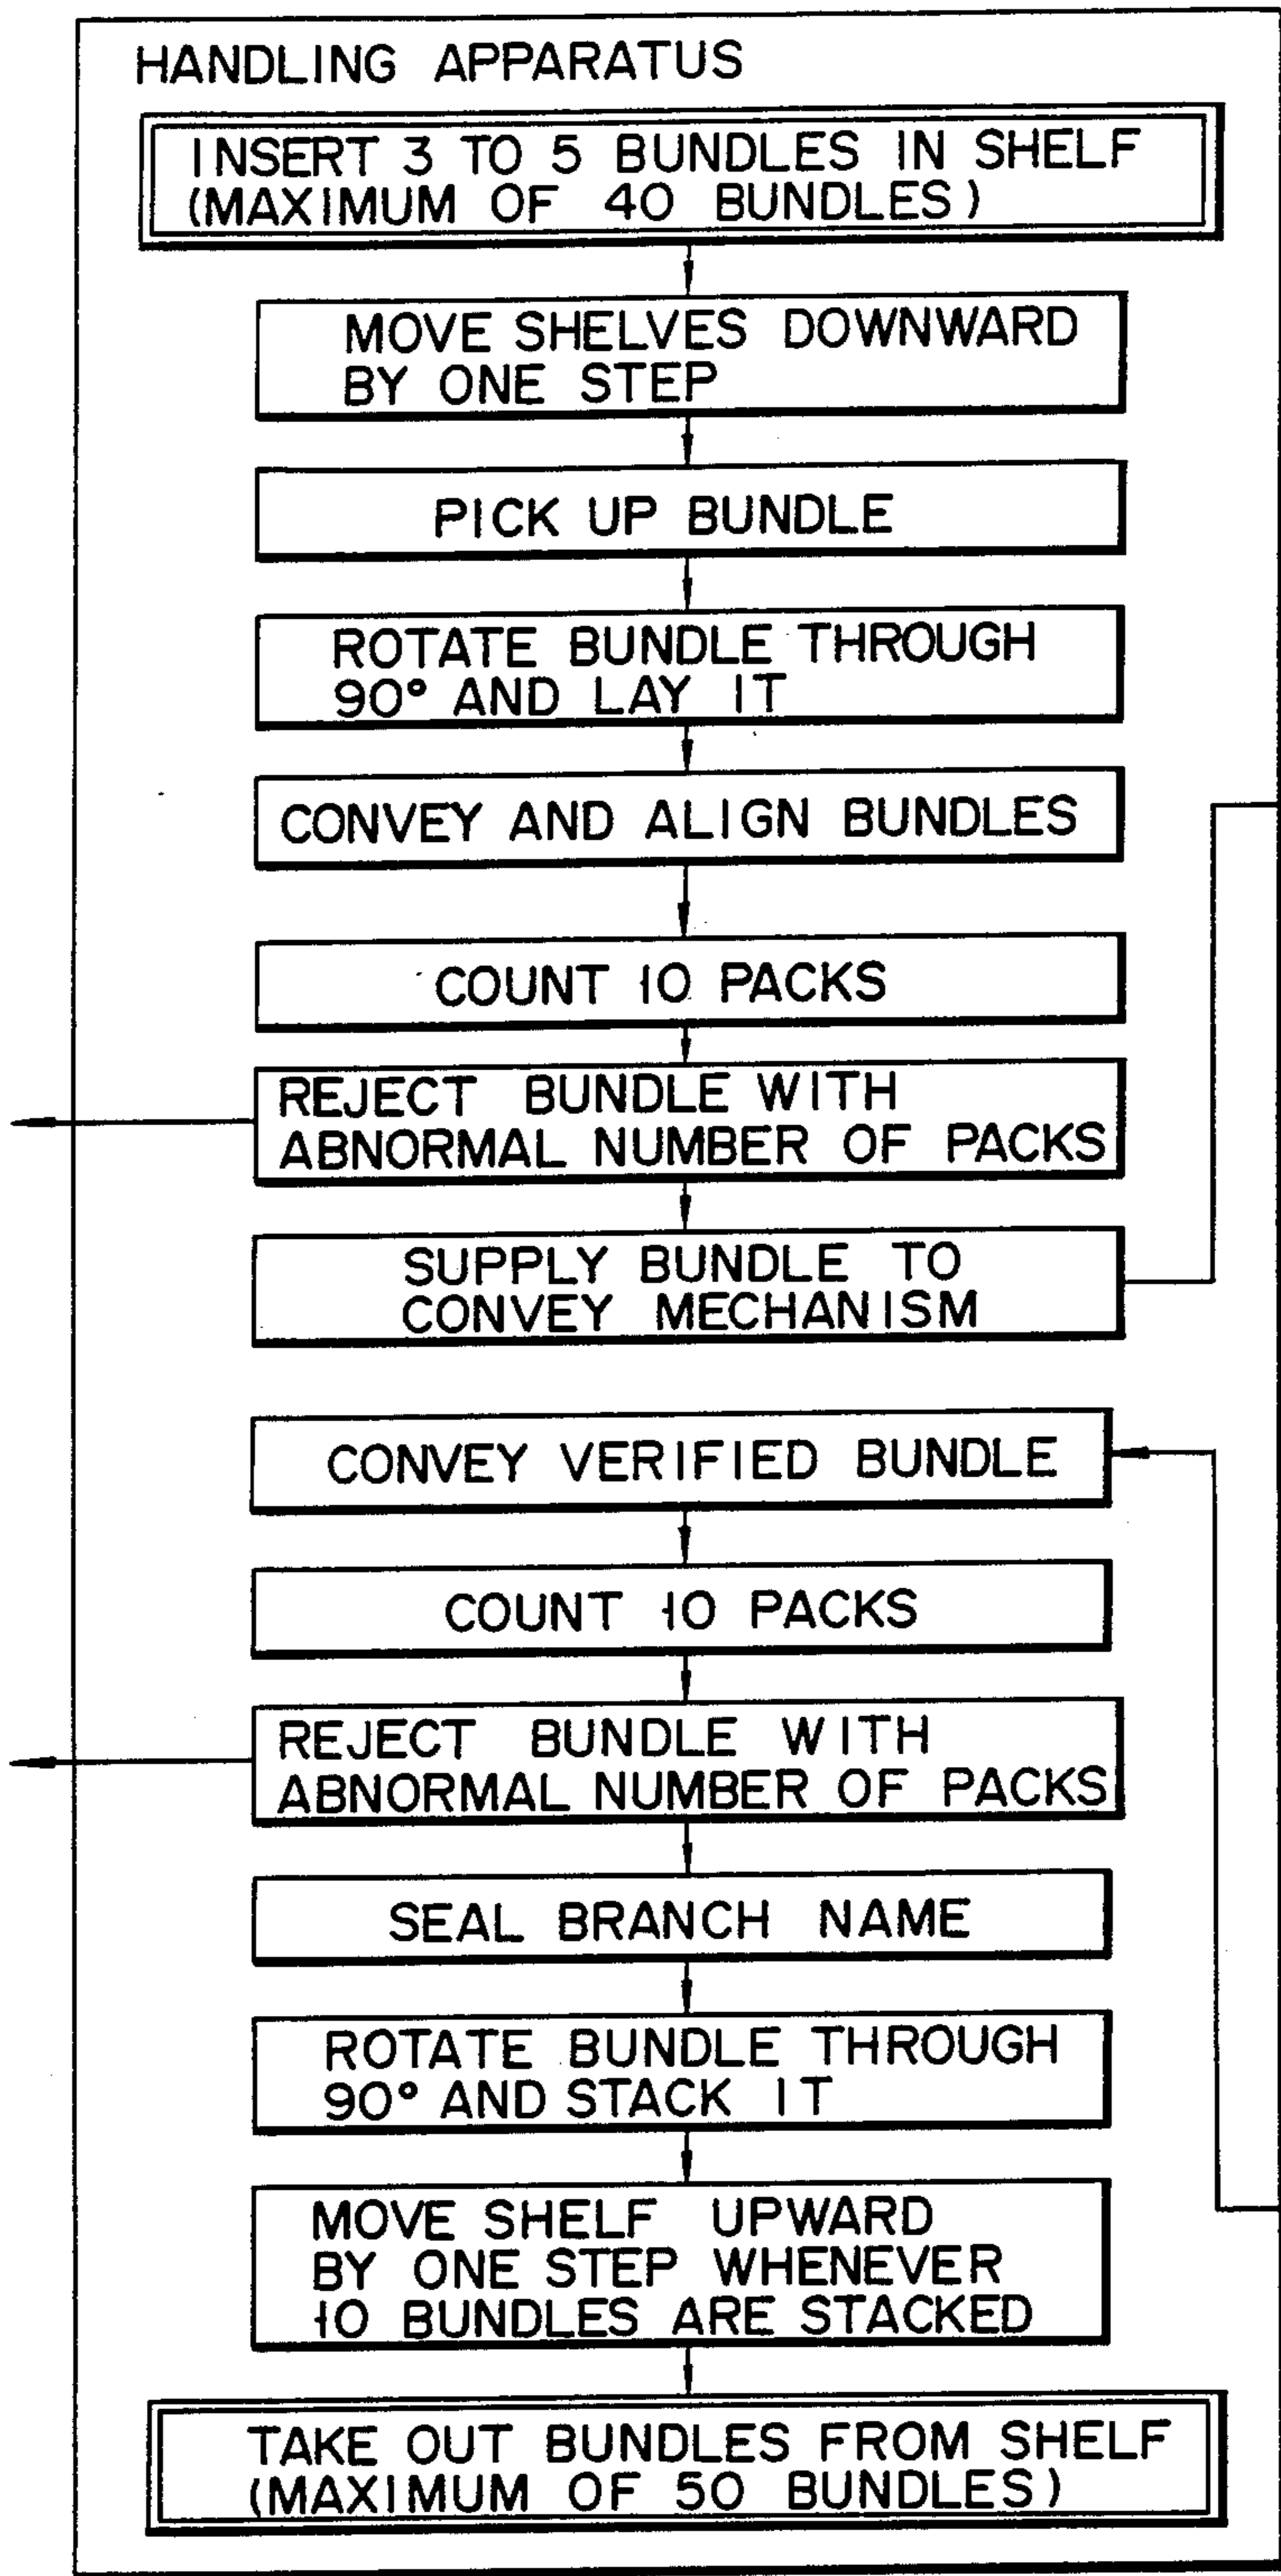 HANDLING APPARATUS
INSERT 3 TO 5 BUNDLES IN SHELF
(MAXIMUM OF 40 BUNDLES)
MOVE SHELVES DOWNWARD
BY ONE STEP
PICK UP BUNDLE
ROTATE BUNDLE THROUGH
90° AND LAY IT
CONVEY AND ALIGN BUNDLES
COUNT 10 PACKS
REJECT BUNDLE WITH
ABNORMAL NUMBER OF PACKS
SUPPLY BUNDLE TO
CONVEY MECHANISM
CONVEY VERIFIED BUNDLE
COUNT 10 PACKS
REJECT BUNDLE WITH
ABNORMAL NUMBER OF PACKS
SEAL BRANCH NAME
ROTATE BUNDLE THROUGH
90° AND STACK IT
MOVE SHELF UPWARD
BY ONE STEP WHENEVER
10 BUNDLES ARE STACKED
TAKE OUT BUNDLES FROM SHELF
(MAXIMUM OF 50 BUNDLES)